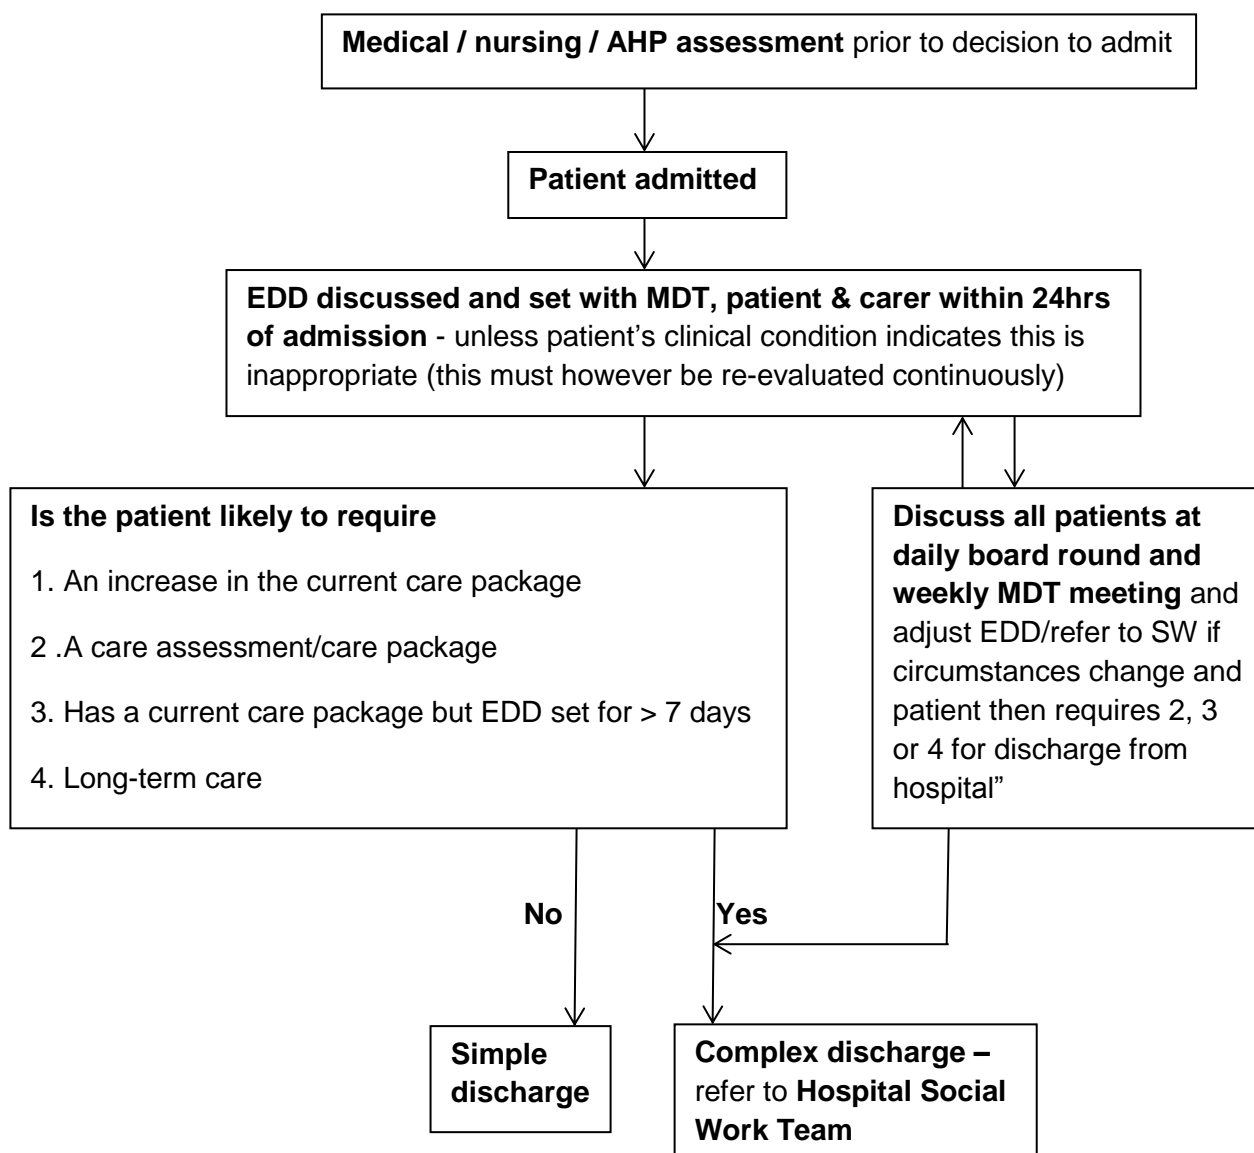 Medical / nursing / AHP assessment prior to decision to admit
Patient admitted
EDD discussed and set with MDT, patient & carer within 24hrs
of admission - unless patient’s clinical condition indicates this is
inappropriate (this must however be re-evaluated continuously)
Is the patient likely to require
1. An increase in the current care package
2 .A care assessment/care package
3. Has a current care package but EDD set for > 7 days
4. Long-term care
Discuss all patients at
daily board round and
weekly MDT meeting and
adjust EDD/refer to SW if
circumstances change and
patient then requires 2, 3
or 4 for discharge from
hospital”
No
Yes
Simple
discharge
Complex discharge –
refer to Hospital Social
Work Team